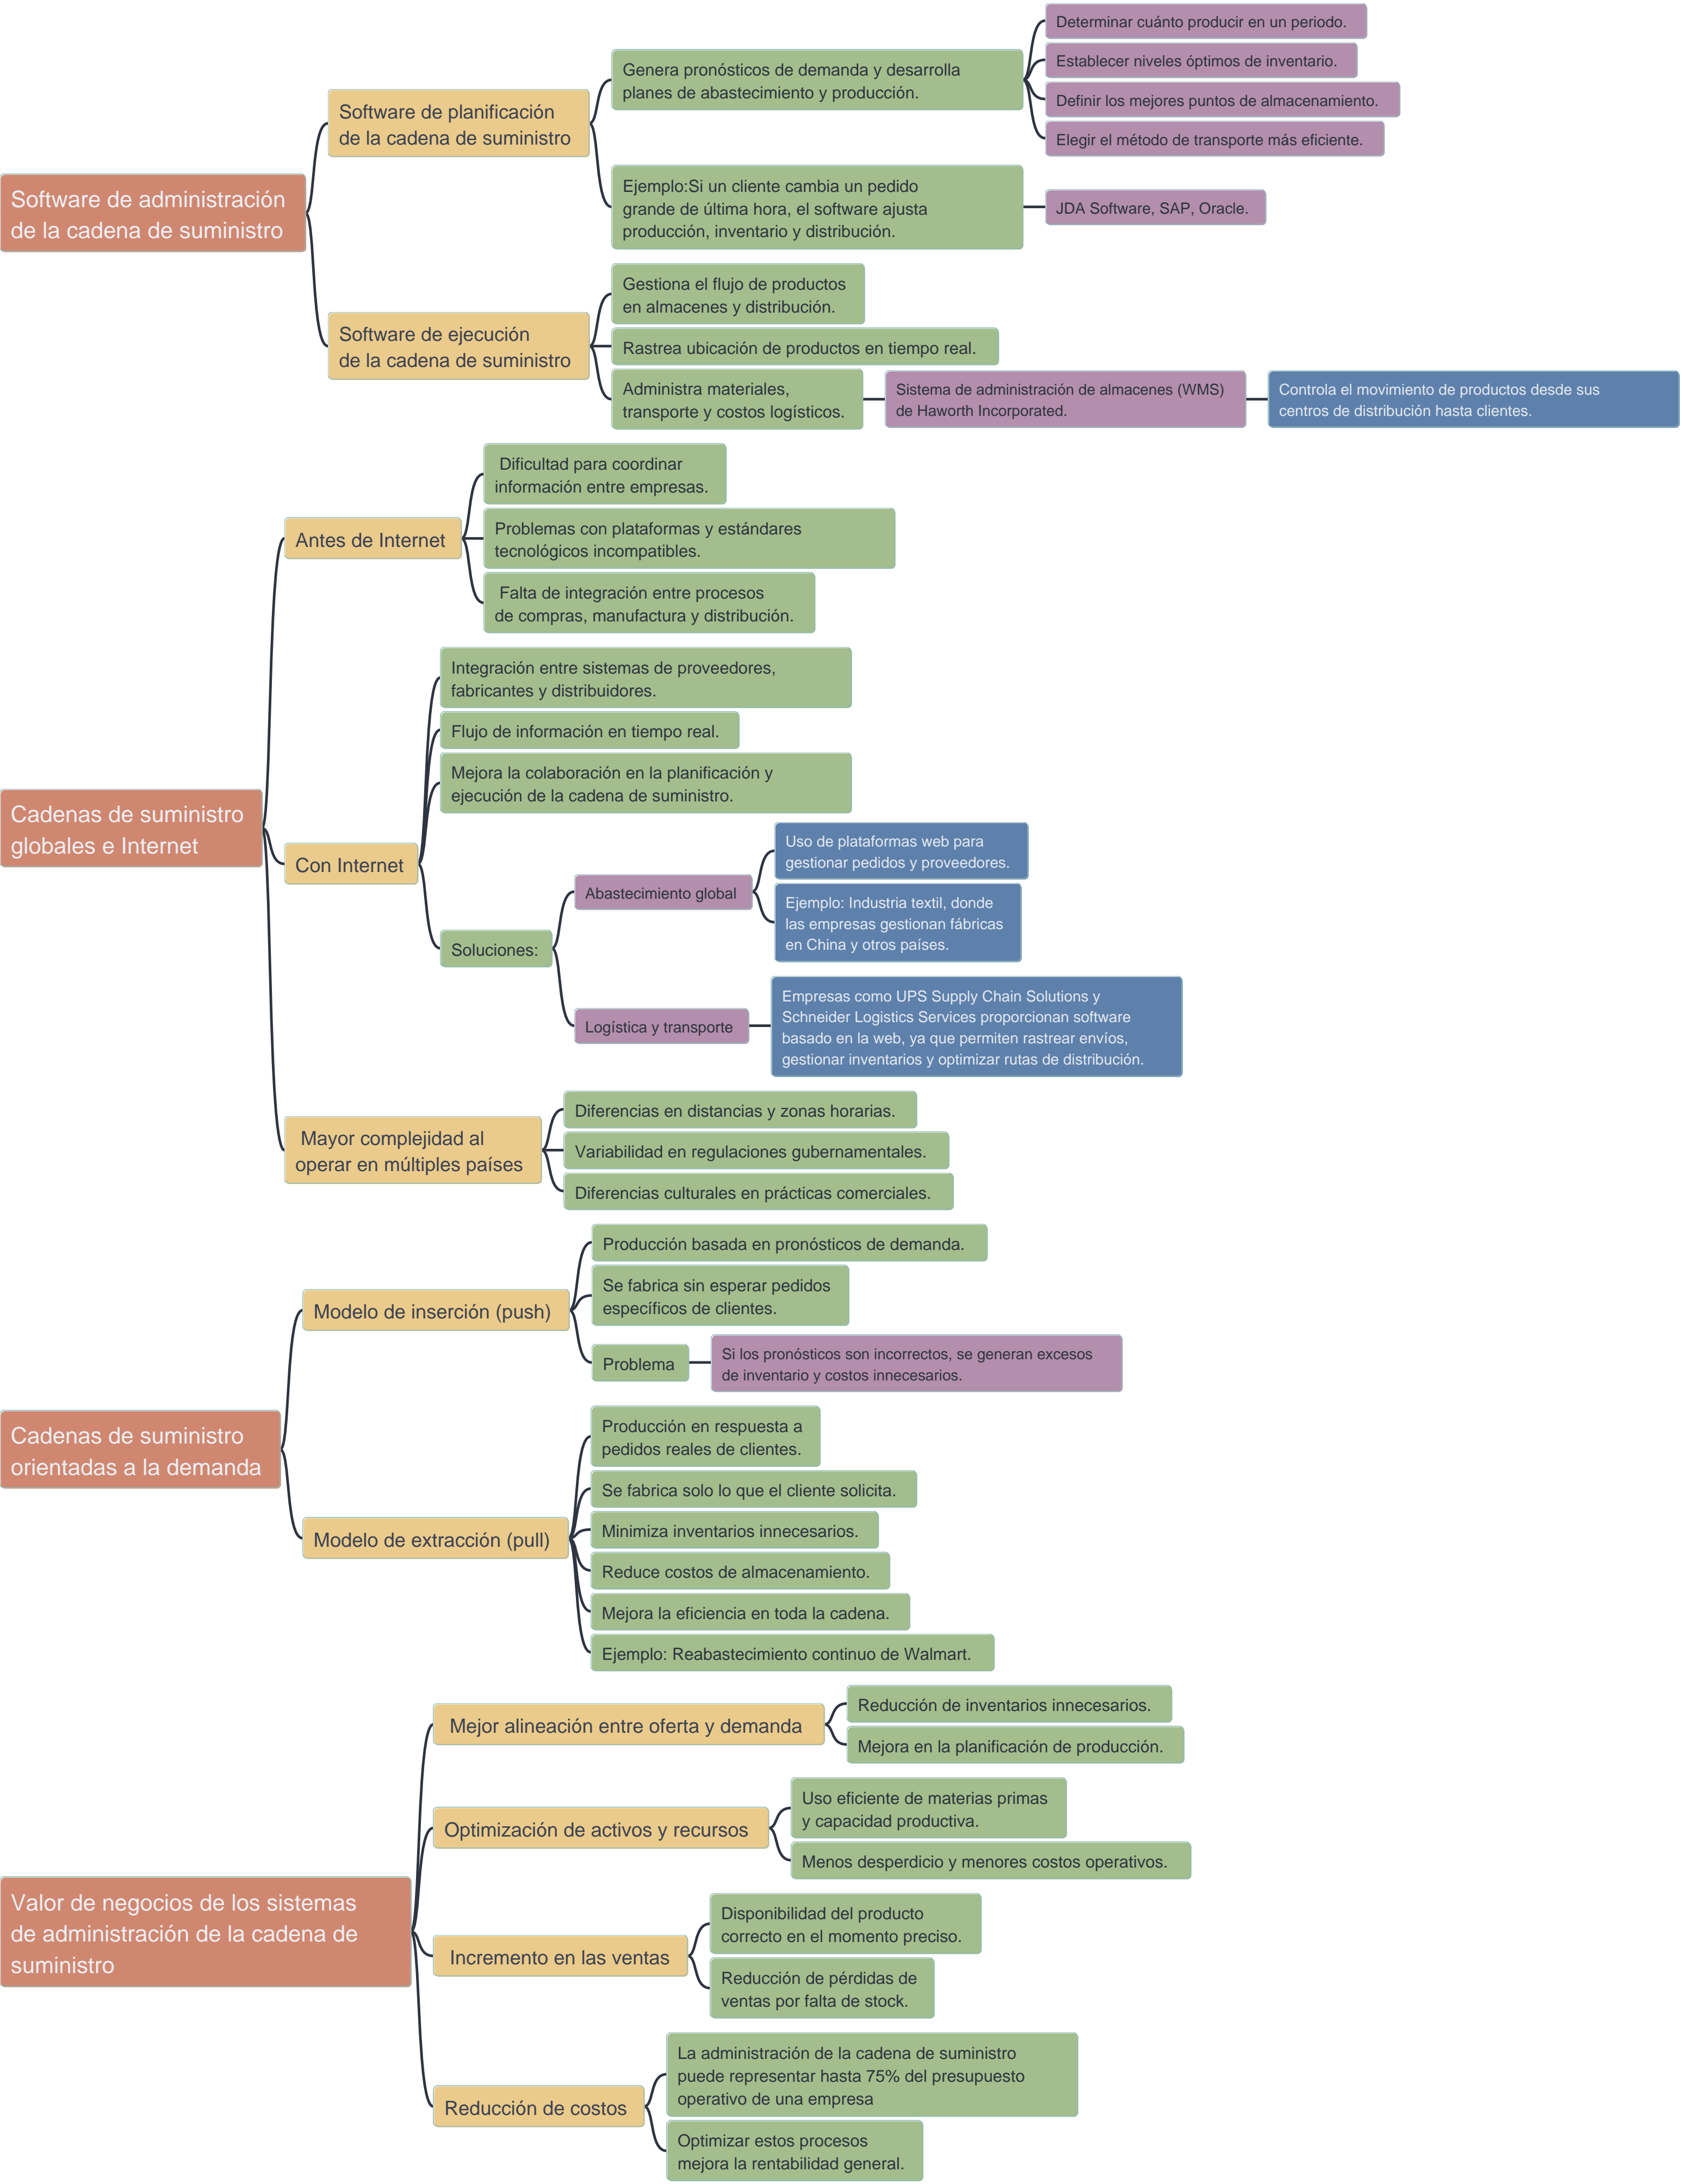 Software de administración
de la cadena de suministro
Software de planificación
de la cadena de suministro
Genera pronósticos de demanda y desarrolla
planes de abastecimiento y producción.
Determinar cuánto producir en un periodo.
Establecer niveles óptimos de inventario.
Definir los mejores puntos de almacenamiento.
Elegir el método de transporte más eficiente.
Ejemplo:Si un cliente cambia un pedido
grande de última hora, el software ajusta
producción, inventario y distribución.
JDA Software, SAP, Oracle.
Software de ejecución
de la cadena de suministro
Gestiona el flujo de productos
en almacenes y distribución.
Rastrea ubicación de productos en tiempo real.
Administra materiales,
transporte y costos logísticos.
Sistema de administración de almacenes (WMS)
de Haworth Incorporated.
Controla el movimiento de productos desde sus
centros de distribución hasta clientes.
Cadenas de suministro
globales e Internet
Antes de Internet
Dificultad para coordinar
información entre empresas.
Problemas con plataformas y estándares
tecnológicos incompatibles.
Falta de integración entre procesos
de compras, manufactura y distribución.
Con Internet
Integración entre sistemas de proveedores,
fabricantes y distribuidores.
Flujo de información en tiempo real.
Mejora la colaboración en la planificación y
ejecución de la cadena de suministro.
Soluciones:
Abastecimiento global
Uso de plataformas web para
gestionar pedidos y proveedores.
Ejemplo: Industria textil, donde
las empresas gestionan fábricas
en China y otros países.
Logística y transporte
Empresas como UPS Supply Chain Solutions y
Schneider Logistics Services proporcionan software
basado en la web, ya que permiten rastrear envíos,
gestionar inventarios y optimizar rutas de distribución.
Mayor complejidad al
operar en múltiples países
Diferencias en distancias y zonas horarias.
Variabilidad en regulaciones gubernamentales.
Diferencias culturales en prácticas comerciales.
Cadenas de suministro
orientadas a la demanda
Modelo de inserción (push)
Producción basada en pronósticos de demanda.
Se fabrica sin esperar pedidos
específicos de clientes.
Problema
Si los pronósticos son incorrectos, se generan excesos
de inventario y costos innecesarios.
Modelo de extracción (pull)
Producción en respuesta a
pedidos reales de clientes.
Se fabrica solo lo que el cliente solicita.
Minimiza inventarios innecesarios.
Reduce costos de almacenamiento.
Mejora la eficiencia en toda la cadena.
Ejemplo: Reabastecimiento continuo de Walmart.
Valor de negocios de los sistemas
de administración de la cadena de
suministro
Mejor alineación entre oferta y demanda
Reducción de inventarios innecesarios.
Mejora en la planificación de producción.
Optimización de activos y recursos
Uso eficiente de materias primas
y capacidad productiva.
Menos desperdicio y menores costos operativos.
Incremento en las ventas
Disponibilidad del producto
correcto en el momento preciso.
Reducción de pérdidas de
ventas por falta de stock.
Reducción de costos
La administración de la cadena de suministro
puede representar hasta 75% del presupuesto
operativo de una empresa
Optimizar estos procesos
mejora la rentabilidad general.